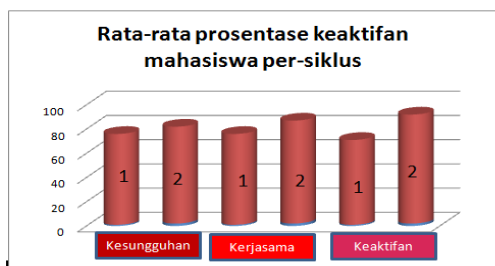 Rata-rata prosentase keaktifan
mahasiswa per-siklus
100
80
60
40
20
0
1
2
1
2
1
2
Kesungguhan
Kerjasama
Keaktifan